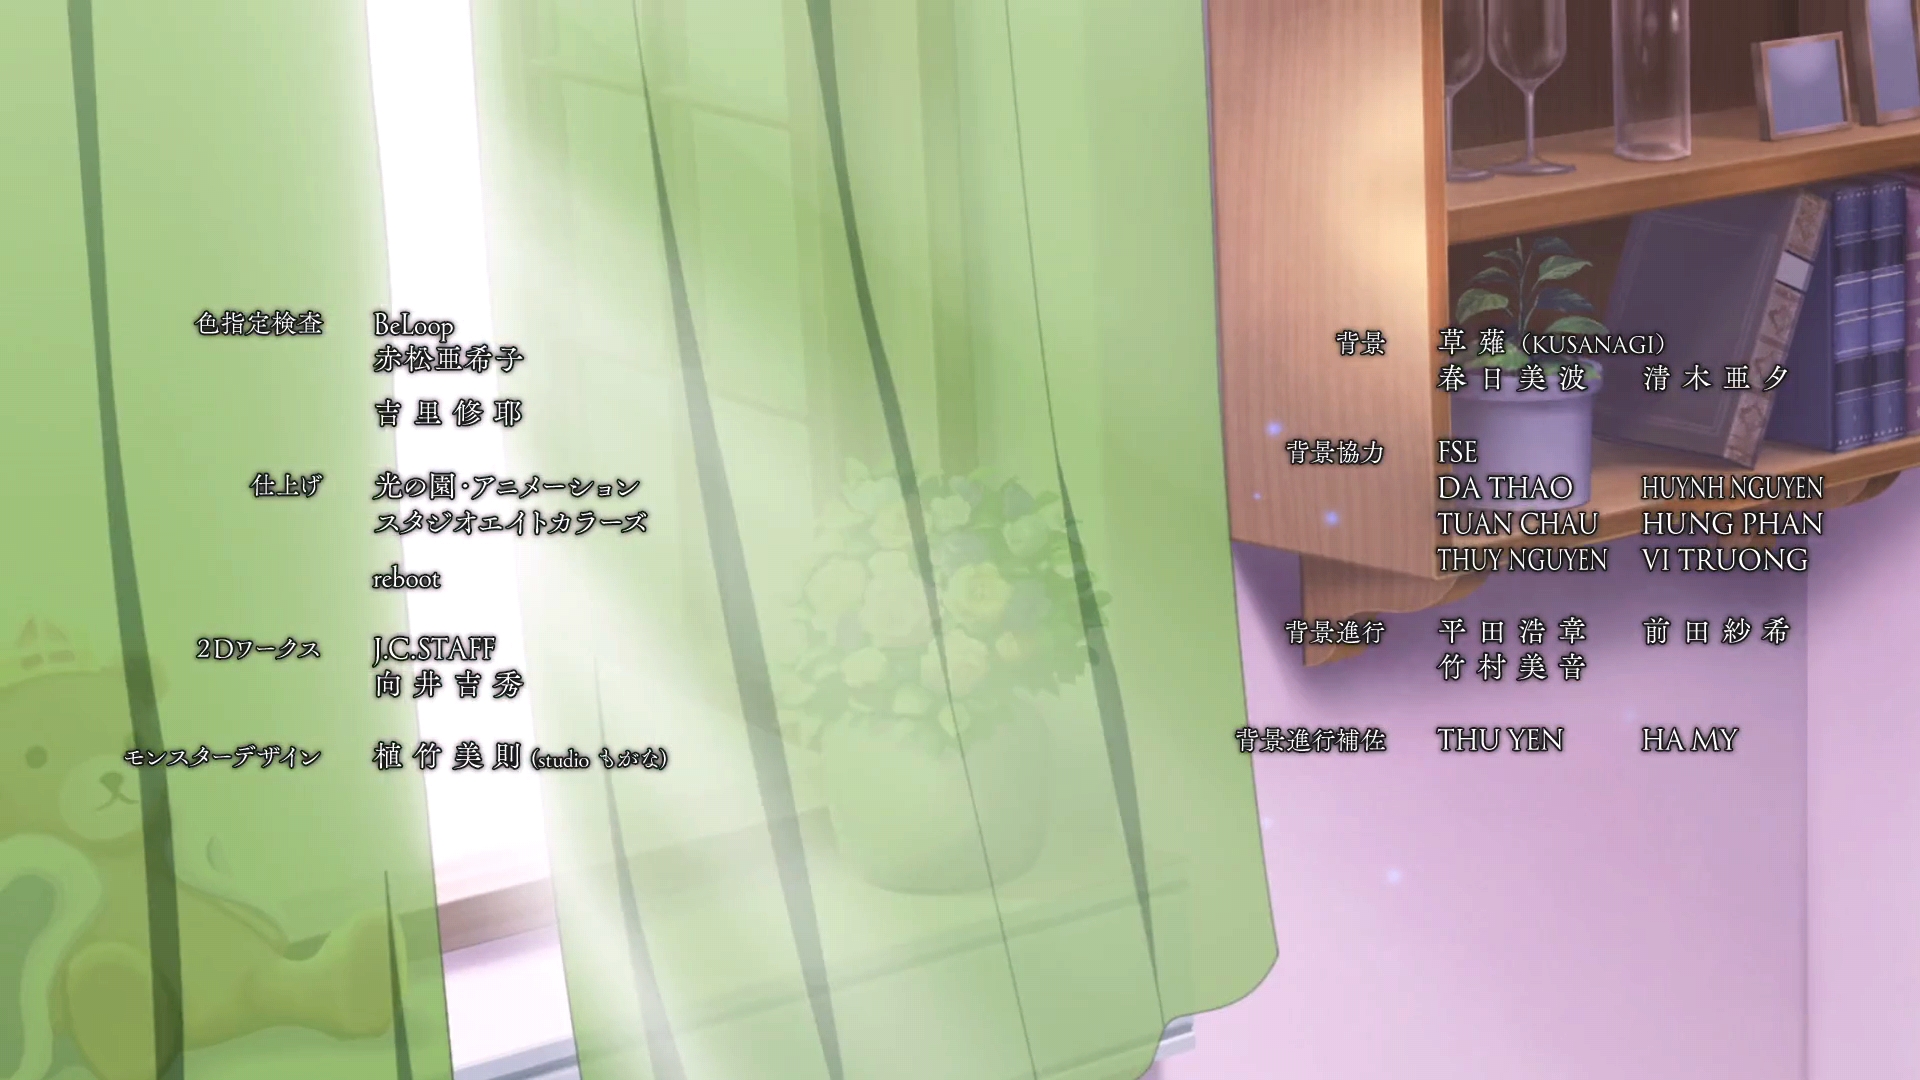 色指定検査 BeLoop
赤松亜希子
吉里修耶
仕上げ 光の園・アニメーション
スタジオエイトカラーズ
reboot
2Dワークス J.C.STAFF
向井吉秀
モンスターデザイン 植竹美則 (studio もがな)
背景 草薙 (KUSANAGI)
春日美波 清木亜夕
背景協力 FSE
DA THAO HUYNH NGUYEN
TUAN CHAU HUNG PHAN
THUY NGUYEN VI TRUONG
背景進行 平田浩章 前田紗希
竹村美音
背景進行補佐 THU YEN HA MY